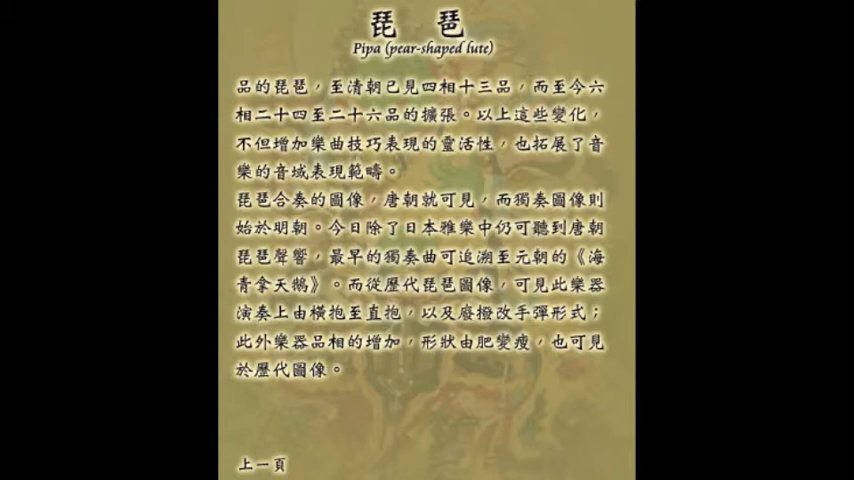 琵 琶
Pipa (pear-shaped lute)
品的琵琶，至清朝已見四相十三品，而至今六
相二十四至二十六品的擴張。以上這些變化，
不但增加樂曲技巧表現的靈活性，也拓展了音
樂的音域表現範疇。
琵琶合奏的圖像，唐朝就可見，而獨奏圖像則
始於明朝。今日除了日本雅樂中仍可聽到唐朝
琵琶聲響，最早的獨奏曲可追溯至元朝的《海
青拿天鵝》。而從歷代琵琶圖像，可見此樂器
演奏上由橫抱至直抱，以及廢撥改手彈形式；
此外樂器品相的增加，形狀由肥變瘦，也可見
於歷代圖像。
上一頁